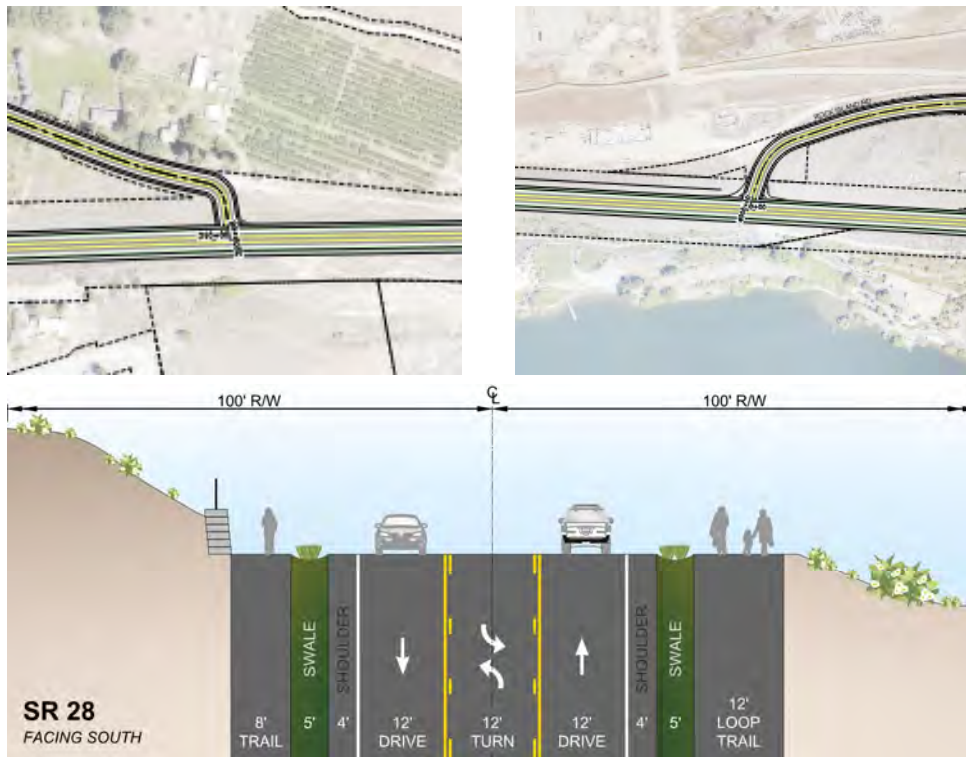 100' R/W
℄
100' R/W
SWALE
SHOULDER
SHOULDER
SWALE
8'
TRAIL
5'
4'
12'
DRIVE
12'
TURN
12'
DRIVE
4'
5'
12'
LOOP
TRAIL
SR 28
FACING SOUTH